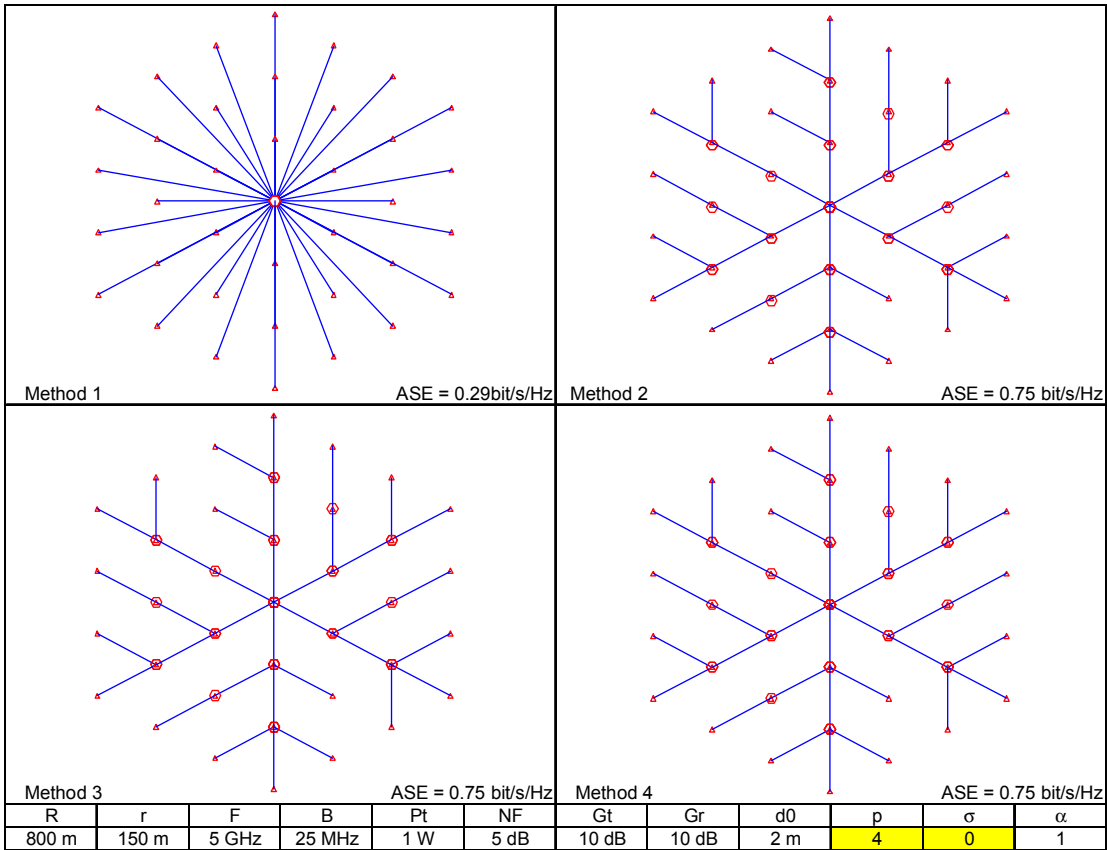 Method 1 ASE = 0.29bit/s/Hz
Method 2 ASE = 0.75 bit/s/Hz
Method 3 ASE = 0.75 bit/s/Hz
Method 4 ASE = 0.75 bit/s/Hz
R r F B Pt NF Gt Gr d0 p σ α
800 m 150 m 5 GHz 25 MHz 1 W 5 dB 10 dB 10 dB 2 m 4 0 1